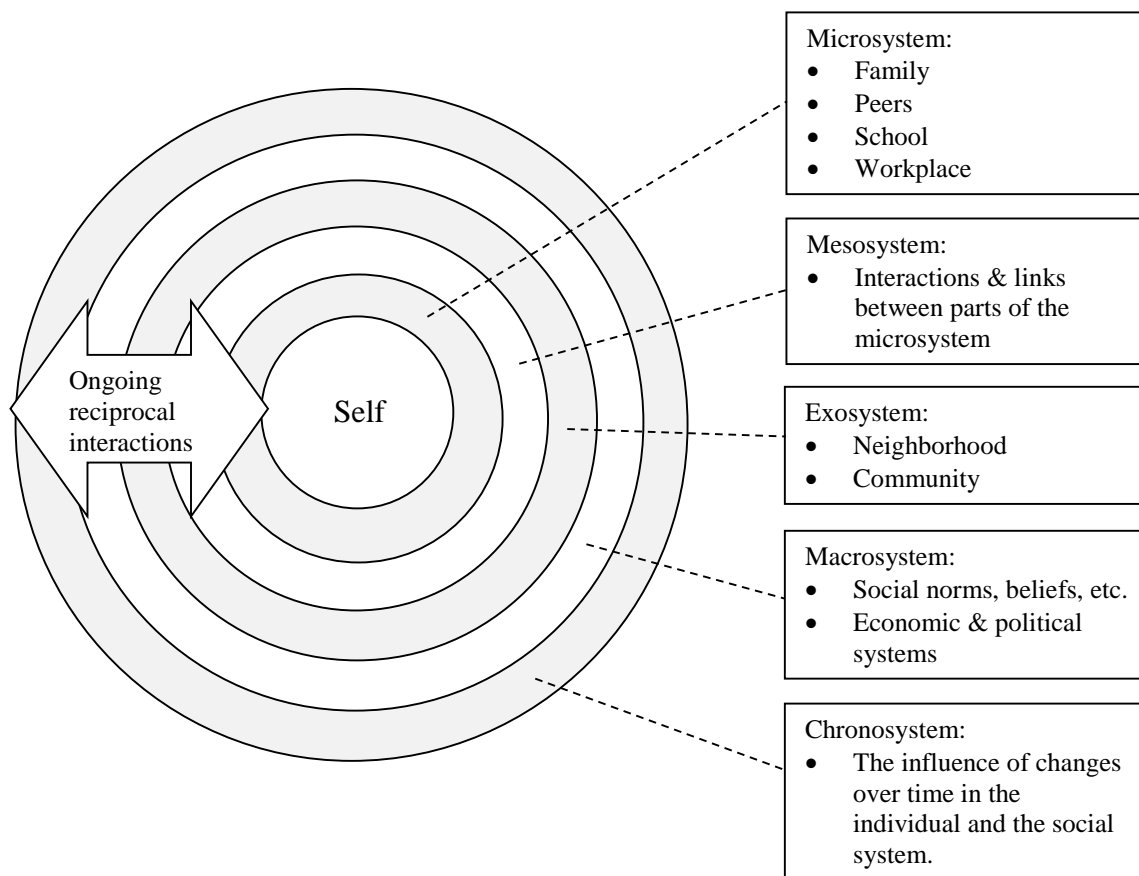 Microsystem:
• Family
• Peers
• School
• Workplace
Mesosystem:
• Interactions & links
between parts of the
microsystem
Ongoing
reciprocal
interactions
Self
Exosystem:
• Neighborhood
• Community
Macrosystem:
• Social norms, beliefs, etc.
• Economic & political
systems
Chronosystem:
• The influence of changes
over time in the
individual and the social
system.